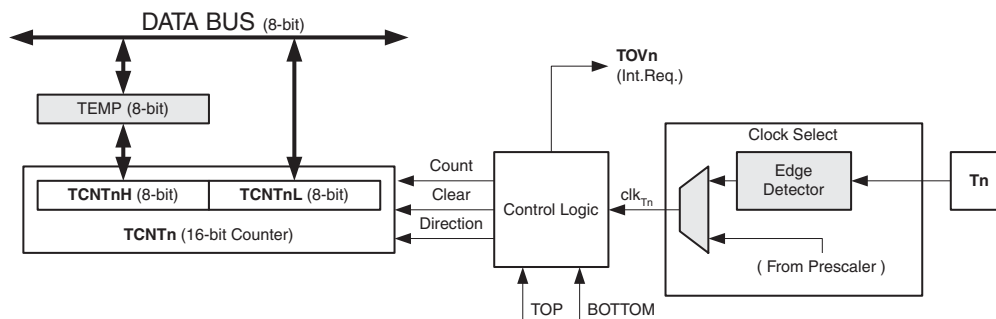 DATA BUS (8-bit)
TOVn
(Int.Req.)
TEMP (8-bit)
Clock Select
Count
Edge
Detector
Tn
TCNTnH (8-bit) TCNTnL (8-bit)
Clear
Control Logic
clkTn
TCNTn (16-bit Counter)
Direction
( From Prescaler )
TOP
BOTTOM